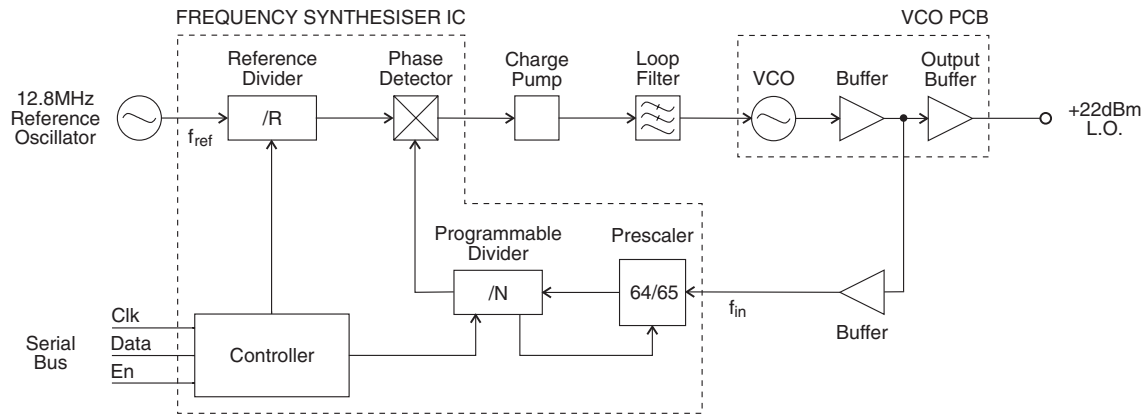 FREQUENCY SYNTHESISER IC
VCO PCB
Reference
Divider
Phase
Detector
Charge
Pump
Loop
Filter
VCO
Buffer
Output
Buffer
12.8MHz
Reference
Oscillator
f_ref
/R
+22dBm
L.O.
Programmable
Divider
Prescaler
/N
64/65
f_in
Buffer
Serial
Bus
Clk
Data
En
Controller